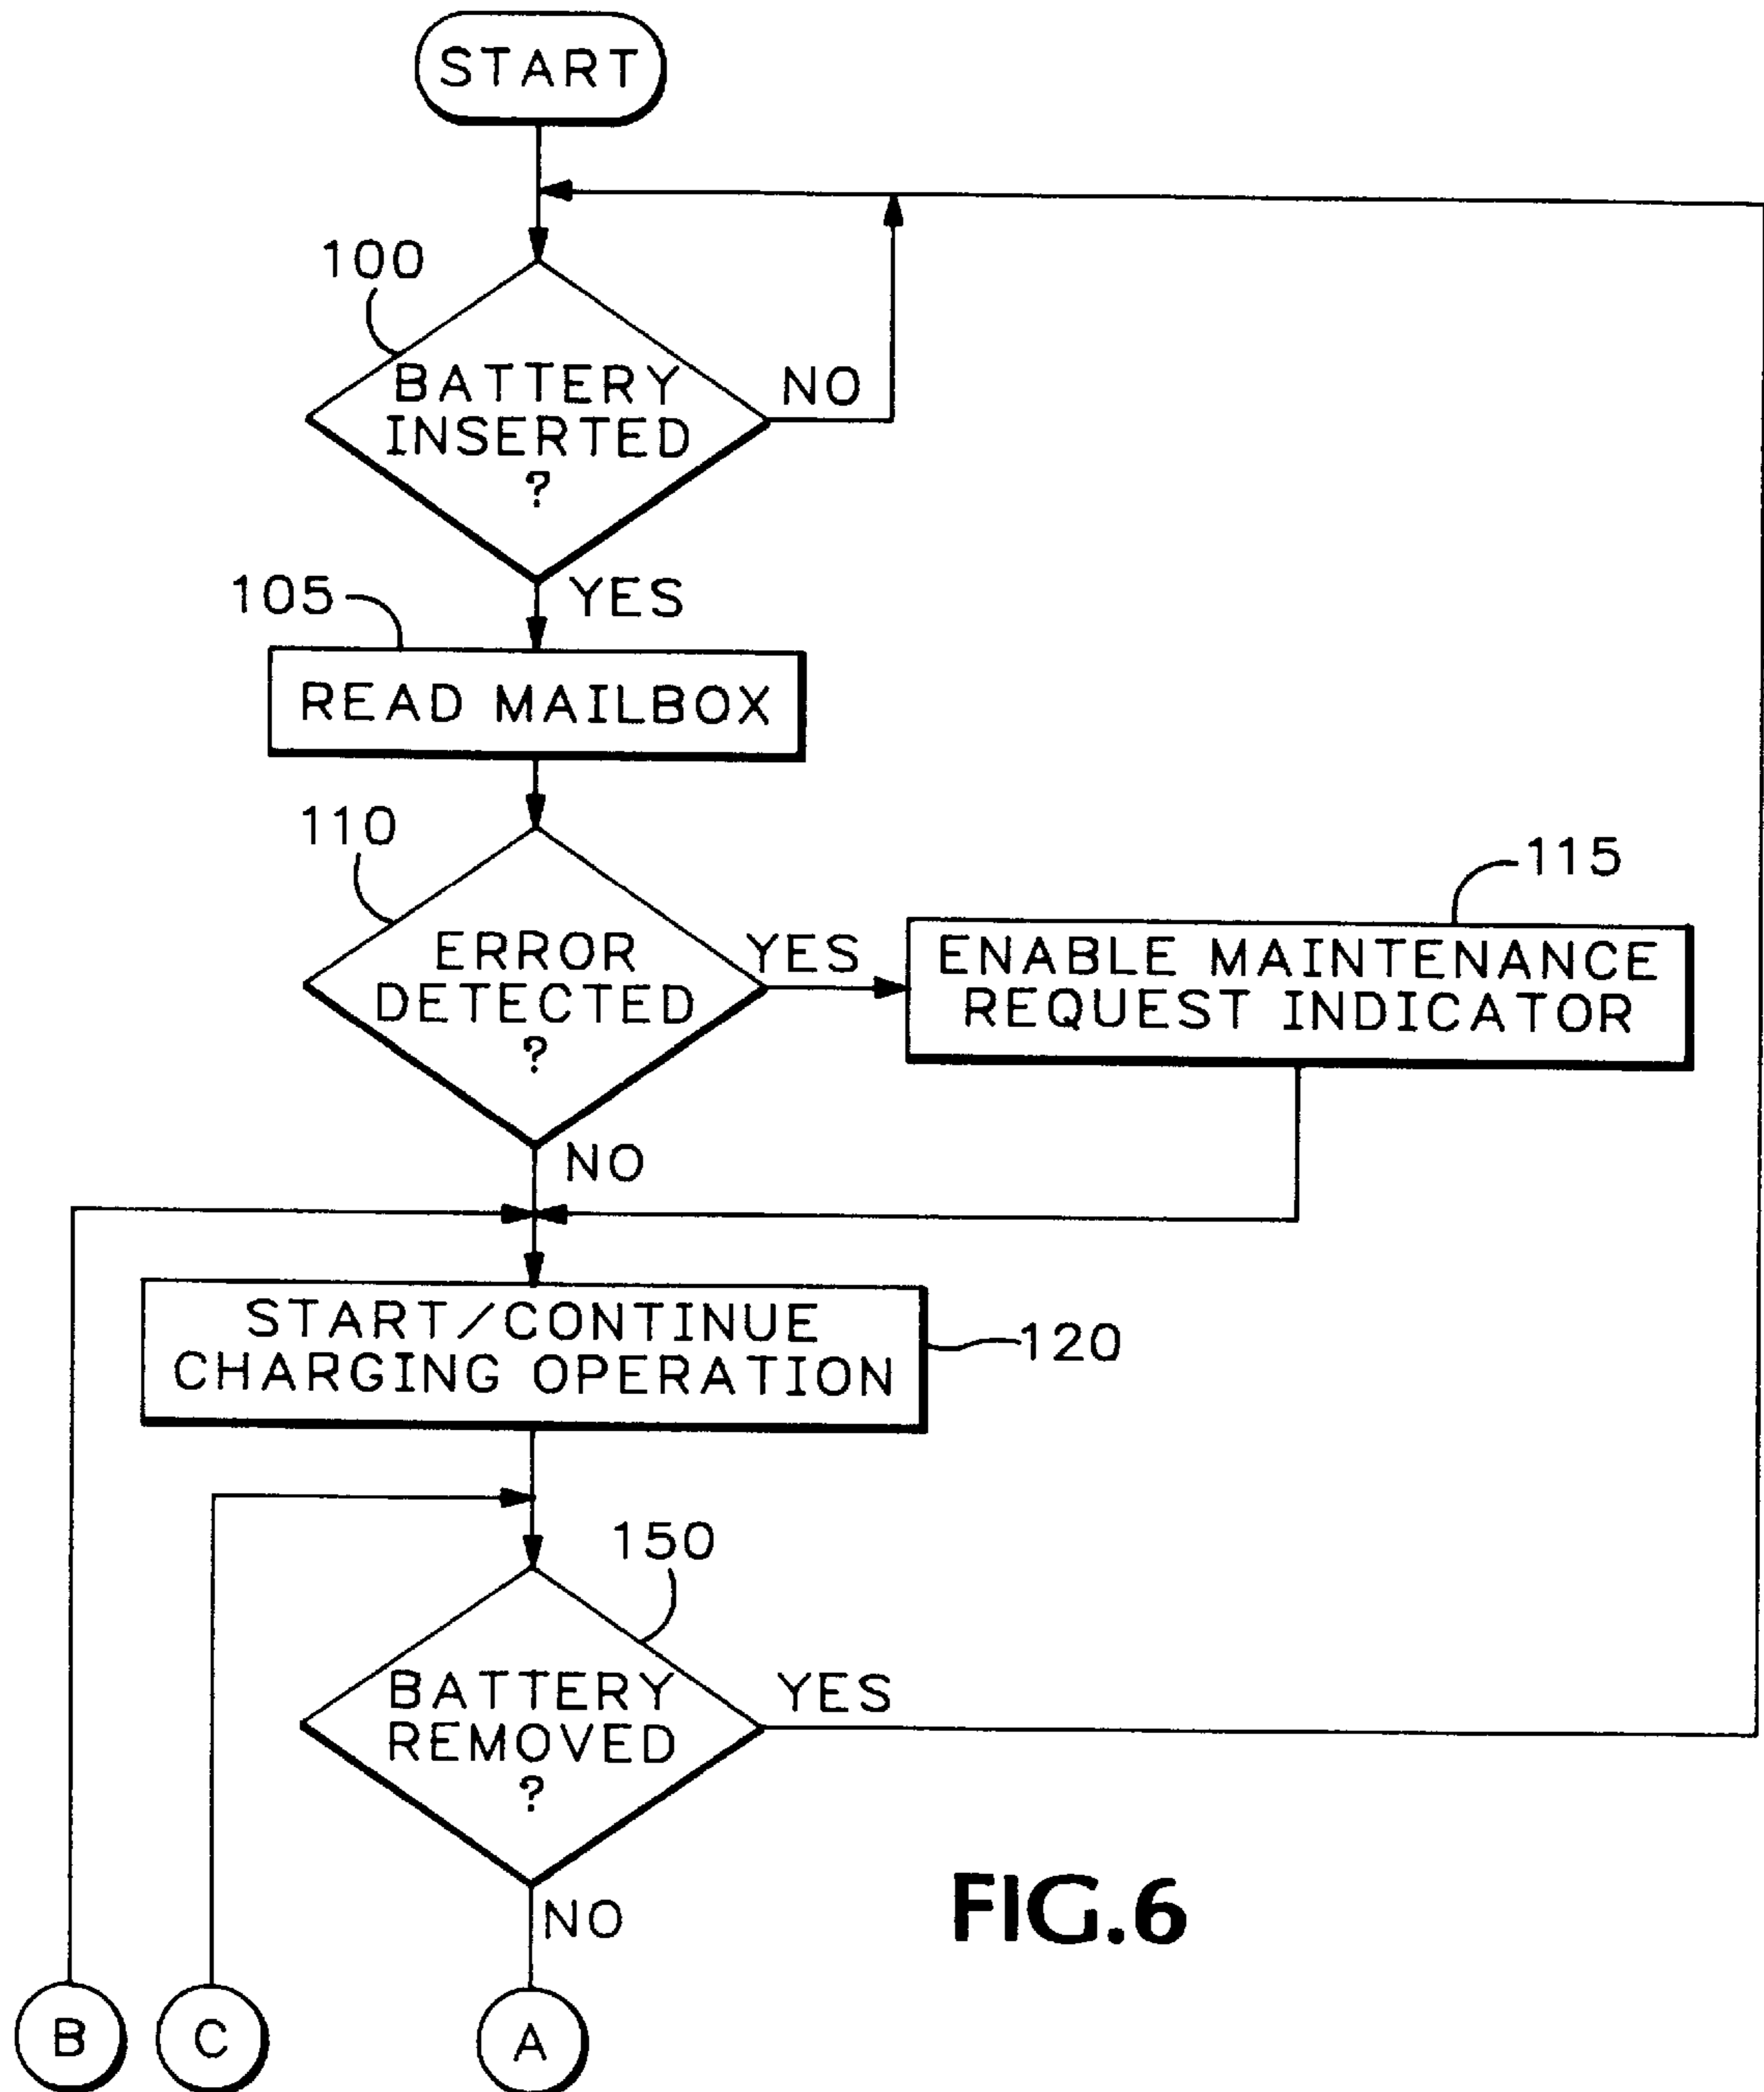 START
100
BATTERY
INSERTED
?
NO
YES
105
READ MAILBOX
110
ERROR
DETECTED
?
YES
115
ENABLE MAINTENANCE
REQUEST INDICATOR
NO
START/CONTINUE
CHARGING OPERATION
120
150
BATTERY
REMOVED
?
YES
NO
FIG.6
B
C
A